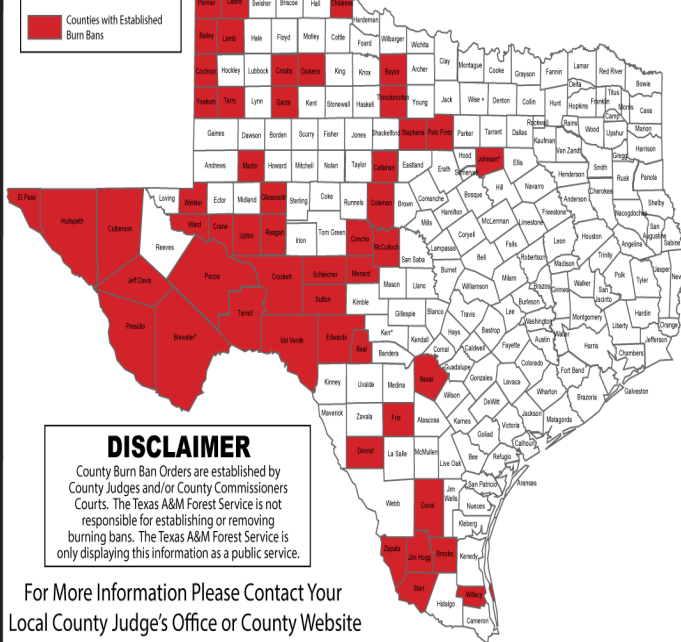 Parmer Castro Swisher Briscoe Hall Childress
Counties with Established
Burn Bans
Hardeman
Bailey Lamb Hale Floyd Motley Cottle Foard Wilbarger Wichita
Cochran Hockley Lubbock Crosby Dickens King Knox Baylor Archer Clay Montague Cooke Grayson Fannin Lamar Red River Bowie
Delta Titus
Yoakum Terry Lynn Garza Kent Stonewall Haskell Throckmorton Young Jack Wise + Denton Collin Hunt Hopkins Franklin Morris Cass
Camp
Gaines Dawson Borden Scurry Fisher Jones Shackelford Stephens Palo Pinto Parker Tarrant Dallas Rockwall Kaufman Rains Wood Upshur Marion
Van Zandt Gregg Harrison
Andrews Martin Howard Mitchell Nolan Taylor Callahan Eastland Erath Hood Somervell Johnson* Ellis Henderson Smith Rusk Panola
El Paso Hudspeth Culberson Loving Winkler Ector Midland Glasscock Sterling Coke Runnels Coleman Brown Comanche Bosque Hill Navarro Anderson Cherokee Shelby
Hamilton Freestone Nacogdoches
Reeves Ward Crane Upton Reagan Irion Tom Green Concho McCulloch Mills Coryell McLennan Limestone Leon Houston Angelina San Augustine Sabine
San Saba Lampasas Bell Falls Robertson Madison Trinity
Jeff Davis Pecos Crockett Schleicher Menard Mason Llano Burnet Williamson Milam Brazos Grimes Walker San Jacinto Polk Tyler Jasper New
Sutton Kimble Gillespie Blanco Travis Lee Burleson Washington Montgomery Liberty Hardin Orange
Presidio Brewster* Terrell Val Verde Edwards Real Kerr* Kendall Hays Bastrop Austin Waller Harris Jefferson
Bandera Comal Caldwell Fayette Colorado Chambers
Guadalupe Fort Bend
Kinney Uvalde Medina Bexar Wilson Gonzales Lavaca Wharton Brazoria Galveston
DeWitt
Maverick Zavala Frio Atascosa Karnes Victoria Jackson Matagorda
Goliad Calhoun
Dimmit La Salle McMullen Live Oak Bee Refugio
Aransas
San Patricio
Webb Duval Jim Wells Nueces
Kleberg
Zapata Jim Hogg Brooks Kenedy
Starr Hidalgo Willacy
Cameron
DISCLAIMER
County Burn Ban Orders are established by
County Judges and/or County Commissioners
Courts. The Texas A&M Forest Service is not
responsible for establishing or removing
burning bans. The Texas A&M Forest Service is
only displaying this information as a public service.
For More Information Please Contact Your
Local County Judge's Office or County Website